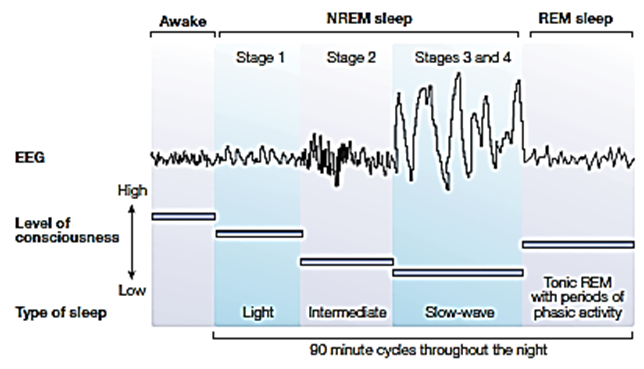 Awake
NREM sleep
REM sleep
Stage 1
Stage 2
Stages 3 and 4
EEG
High
Level of
consciousness
Low
Type of sleep
Light
Intermediate
Slow-wave
Tonic REM
with periods of
phasic activity
90 minute cycles throughout the night